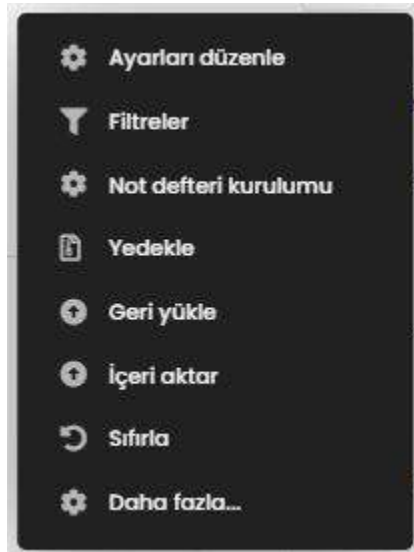 Ayarları düzenle
Filtreler
Not defteri kurulumu
Yedekle
Geri yükle
İçeri aktar
Sıfırla
Daha fazla...